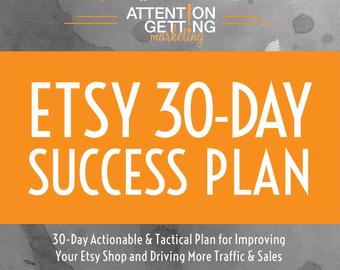 ATTENTION
GETTING
marketing
ETSY 30-DAY
SUCCESS PLAN
30-Day Actionable & Tactical Plan for Improving
Your Etsy Shop and Driving More Traffic & Sales